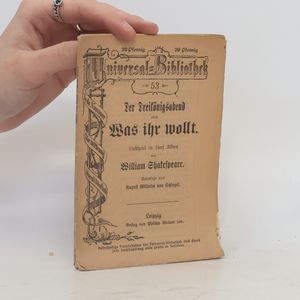 20 Pfennig 20 Pfennig
Universal-Bibliothek
53
Der Dreikönigsabend
oder
Was ihr wollt.
Lustspiel in fünf Akten
von
William Shakespeare.
Übersetzt von
August Wilhelm von Schlegel.
Leipzig
Verlag von Philipp Reclam jun.